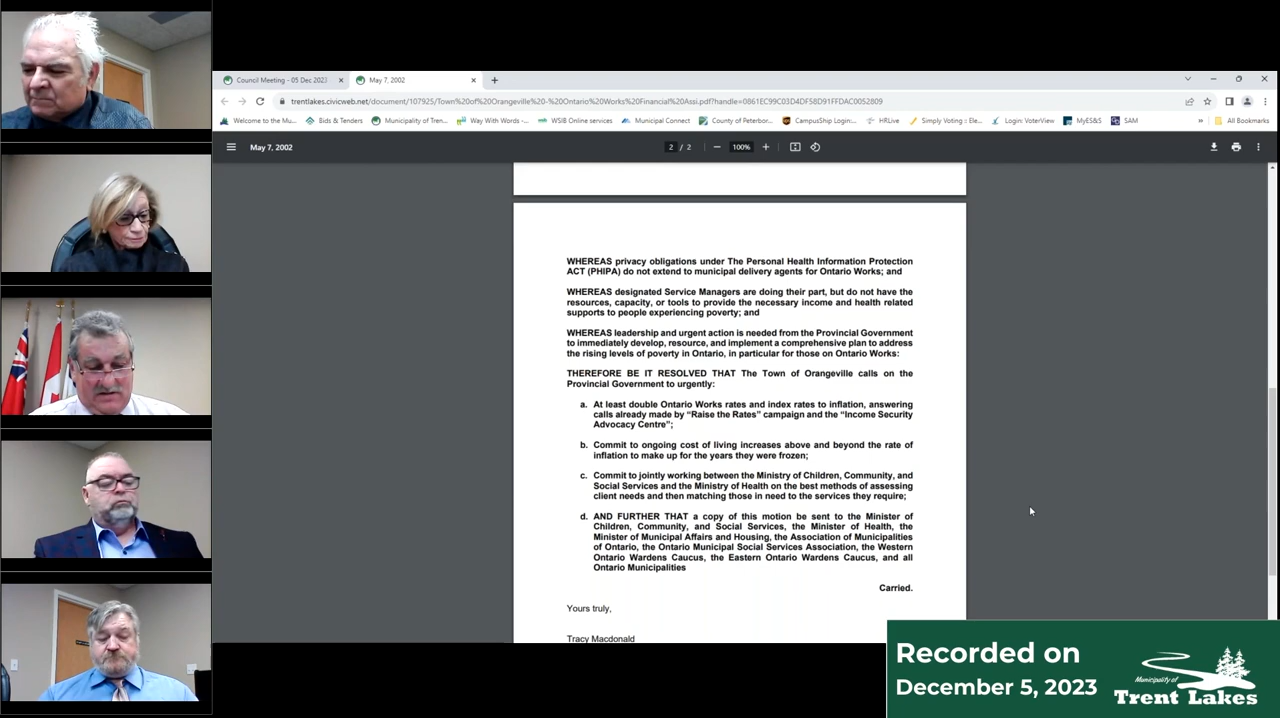 Council Meeting - 05 Dec 2023
May 7, 2002
trentlakes.civicweb.net/document/107925/Town%20of%20Orangeville%20-%20Ontario%20Works%20Financial%20Assi.pdf?handle=0861EC99C03D4DF58D91FFDAC0052809
Welcome to the Mu...
Bids & Tenders
Municipality of Tren...
Way With Words -...
WSIB Online services
Municipal Connect
County of Peterbor...
CampusShip Login:...
HRLive
Simply Voting :: Ele...
Login: VoterView
MyES&S
SAM
»
All Bookmarks
May 7, 2002
2 / 2
100%
WHEREAS privacy obligations under The Personal Health Information Protection
ACT (PHIPA) do not extend to municipal delivery agents for Ontario Works; and
WHEREAS designated Service Managers are doing their part, but do not have the
resources, capacity, or tools to provide the necessary income and health related
supports to people experiencing poverty; and
WHEREAS leadership and urgent action is needed from the Provincial Government
to immediately develop, resource, and implement a comprehensive plan to address
the rising levels of poverty in Ontario, in particular for those on Ontario Works:
THEREFORE BE IT RESOLVED THAT The Town of Orangeville calls on the
Provincial Government to urgently:
a. At least double Ontario Works rates and index rates to inflation, answering
calls already made by “Raise the Rates” campaign and the “Income Security
Advocacy Centre”;
b. Commit to ongoing cost of living increases above and beyond the rate of
inflation to make up for the years they were frozen;
c. Commit to jointly working between the Ministry of Children, Community, and
Social Services and the Ministry of Health on the best methods of assessing
client needs and then matching those in need to the services they require;
d. AND FURTHER THAT a copy of this motion be sent to the Minister of
Children, Community, and Social Services, the Minister of Health, the
Minister of Municipal Affairs and Housing, the Association of Municipalities
of Ontario, the Ontario Municipal Social Services Association, the Western
Ontario Wardens Caucus, the Eastern Ontario Wardens Caucus, and all
Ontario Municipalities
Carried.
Yours truly,
Tracy Macdonald
Recorded on
December 5, 2023
Municipality of
Trent Lakes